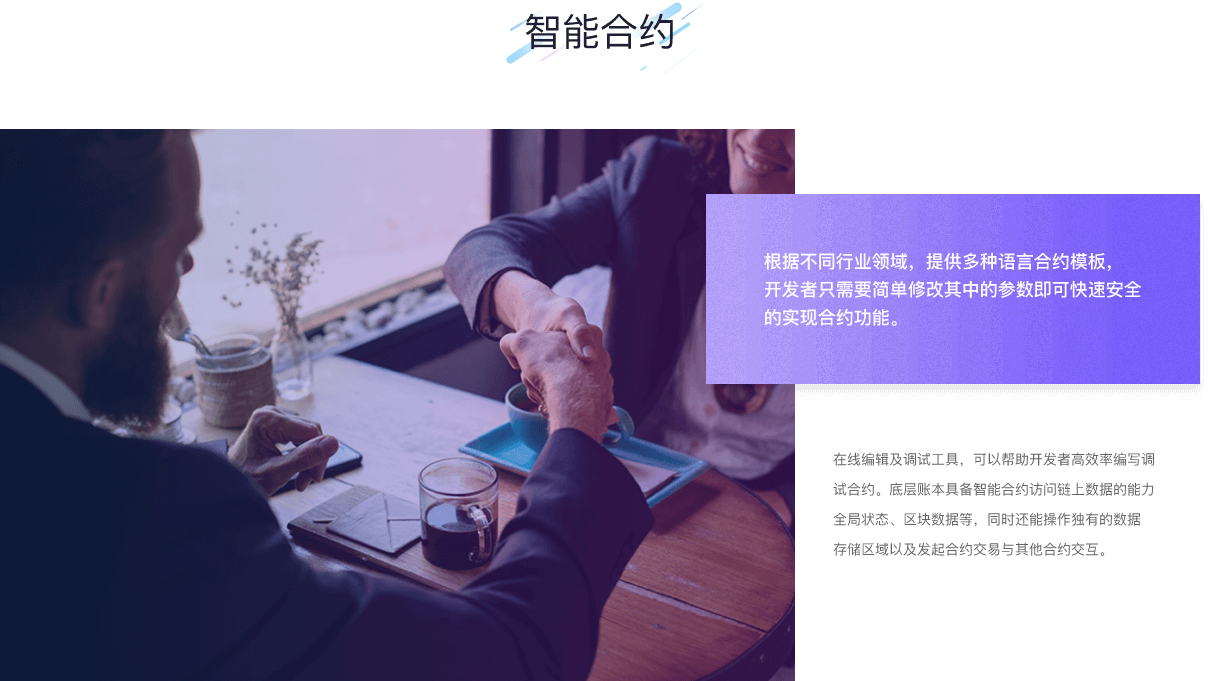 智能合约
根据不同行业领域，提供多种语言合约模板，
开发者只需要简单修改其中的参数即可快速安全
的实现合约功能。
在线编辑及调试工具，可以帮助开发者高效率编写调
试合约。底层账本具备智能合约访问链上数据的能力
全局状态、区块数据等，同时还能操作独有的数据
存储区域以及发起合约交易与其他合约交互。